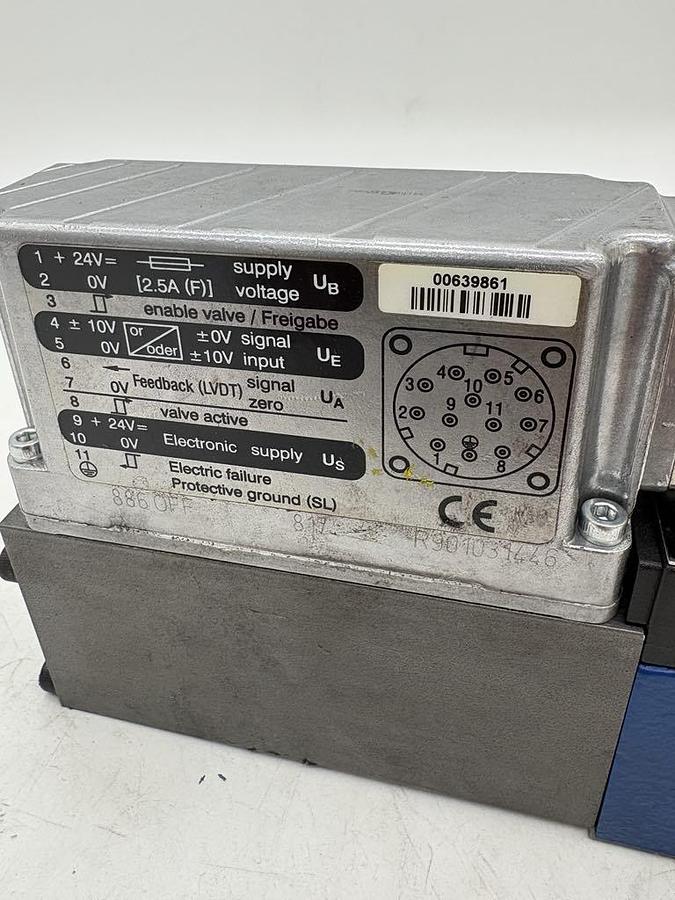 1 + 24V= supply
2 0V [2.5A (F)] voltage UB
3 enable valve / Freigabe
4 ± 10V or ±0V signal
5 0V oder ±10V input UE
6 Feedback (LVDT) signal
7 0V zero UA
8 valve active
9 + 24V=
10 0V Electronic supply US
Electric failure
11 Protective ground (SL)
00639861
4 5
3 10 6
2 9 11 7
1 8
CE
886 OFF 817 R901031446